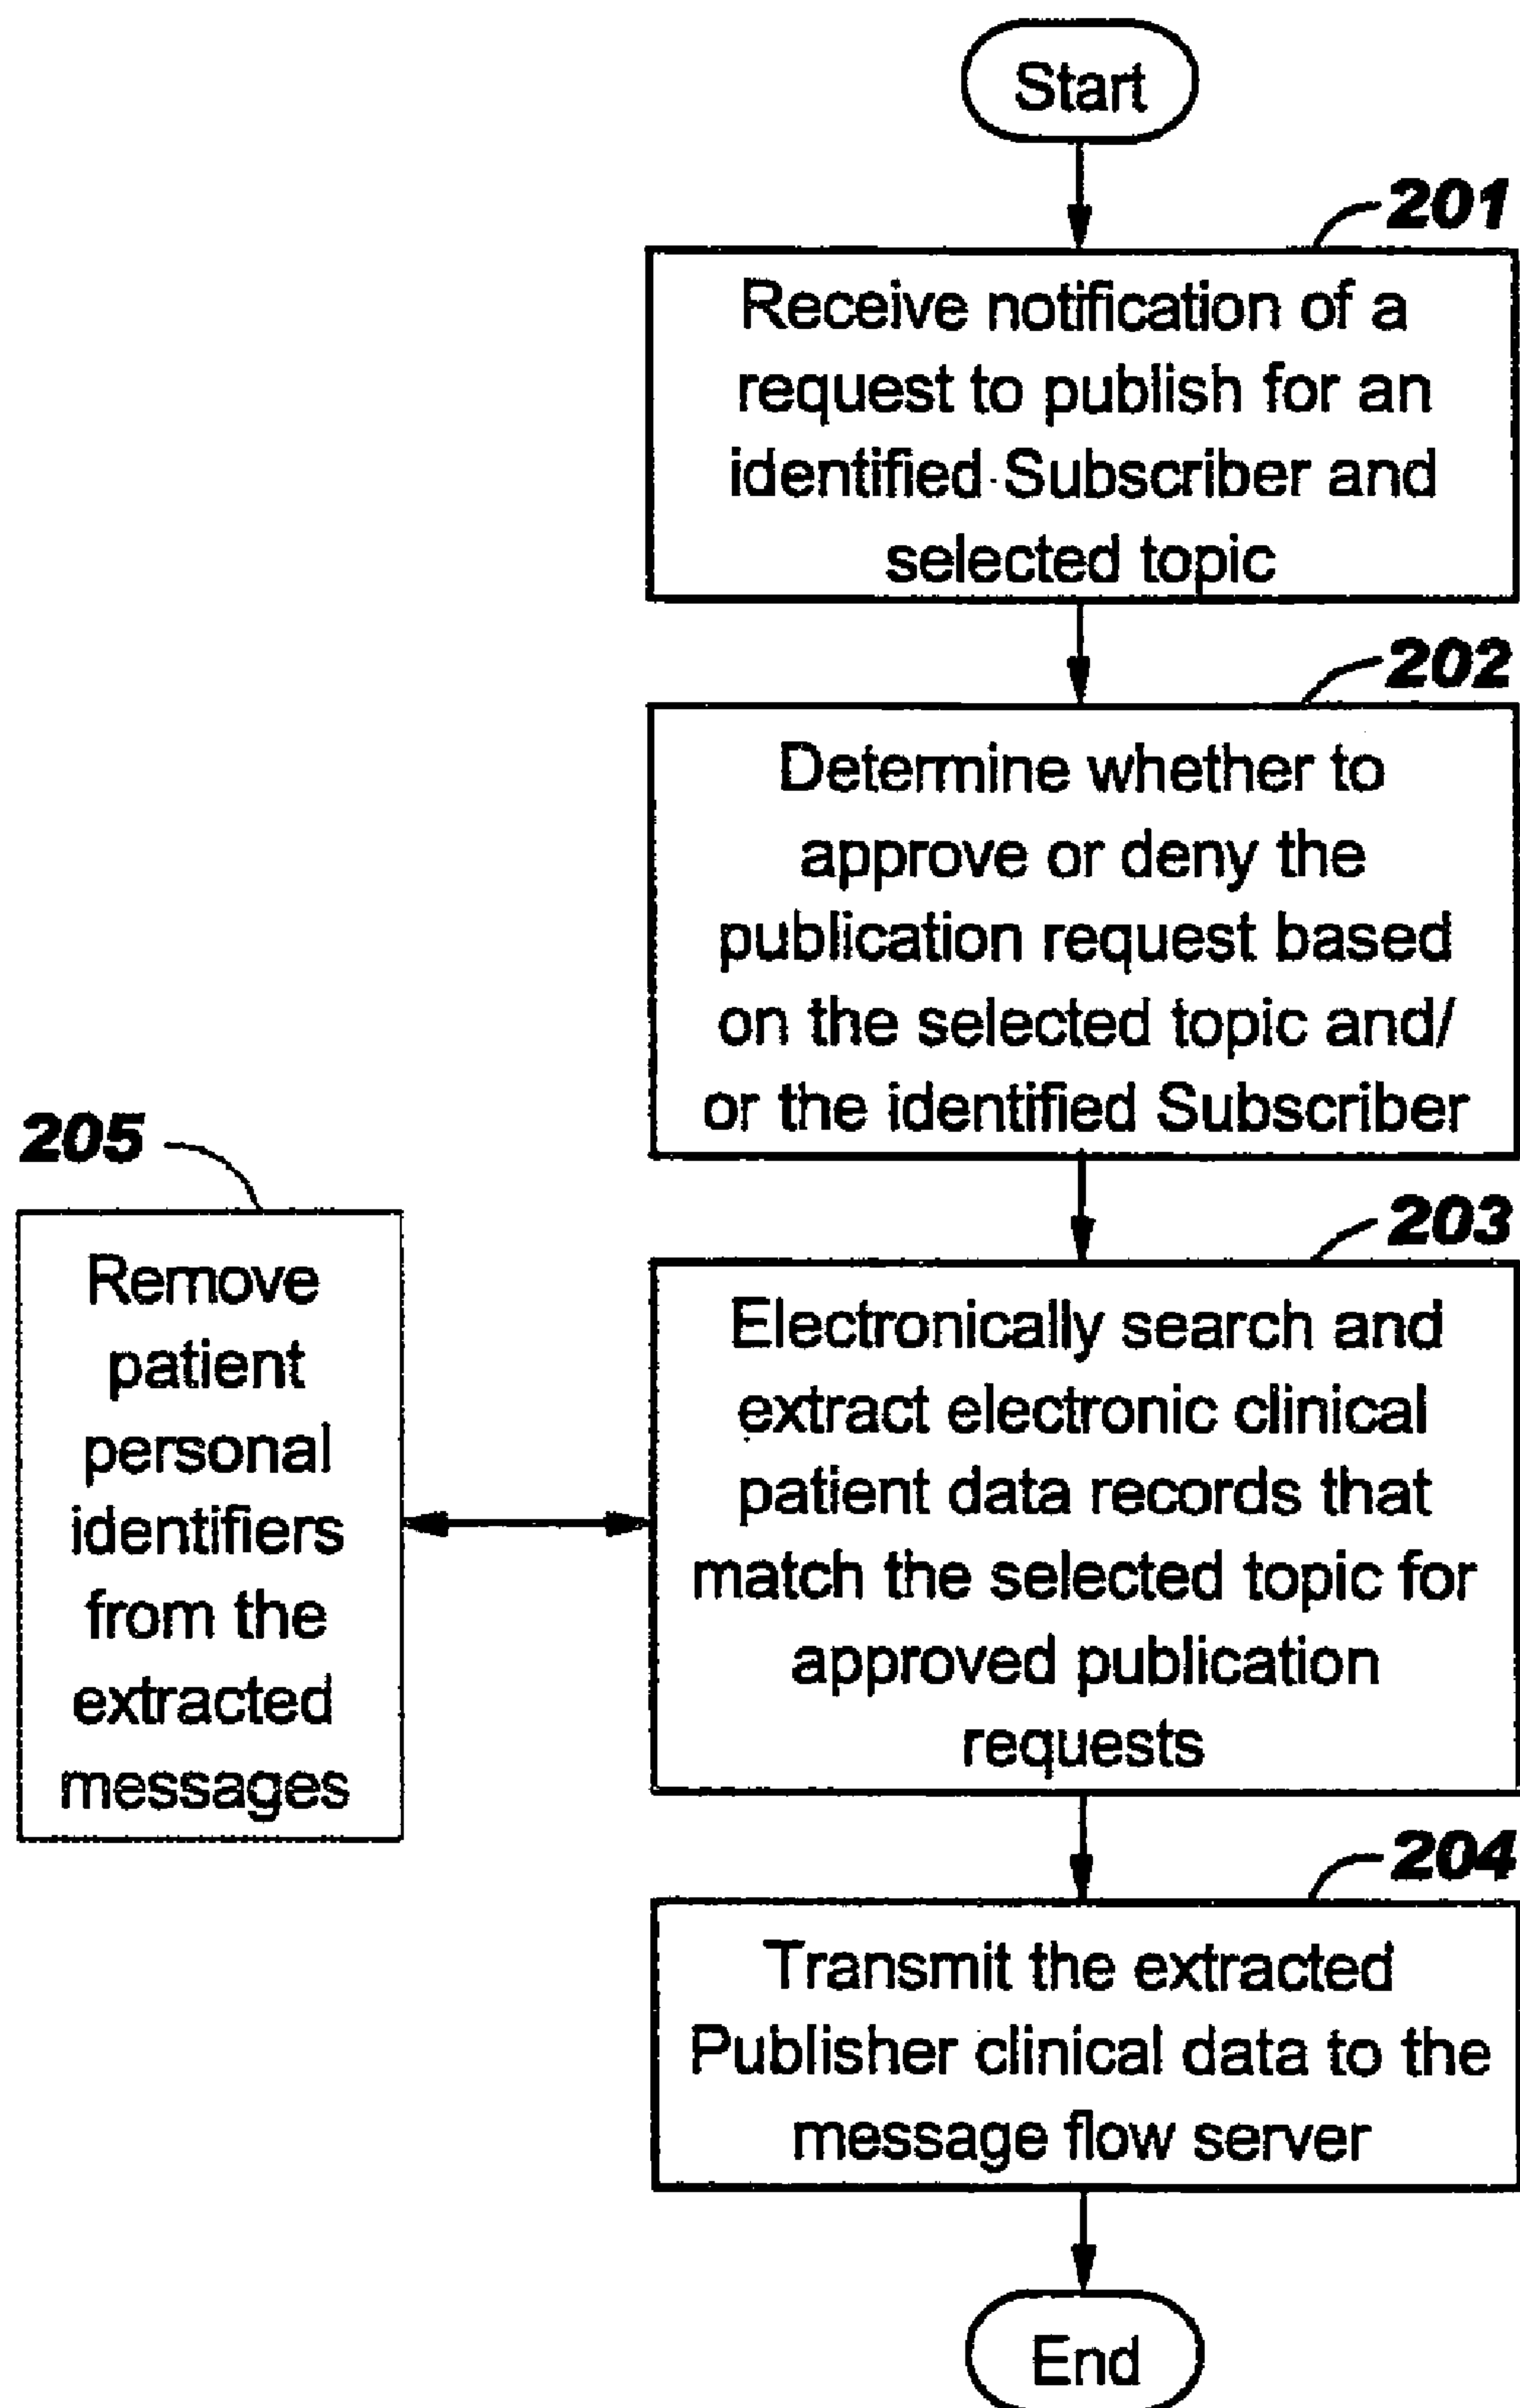 Start
201
Receive notification of a
request to publish for an
identified Subscriber and
selected topic
202
Determine whether to
approve or deny the
publication request based
on the selected topic and/
or the identified Subscriber
205
Remove
patient
personal
identifiers
from the
extracted
messages
203
Electronically search and
extract electronic clinical
patient data records that
match the selected topic for
approved publication
requests
204
Transmit the extracted
Publisher clinical data to the
message flow server
End